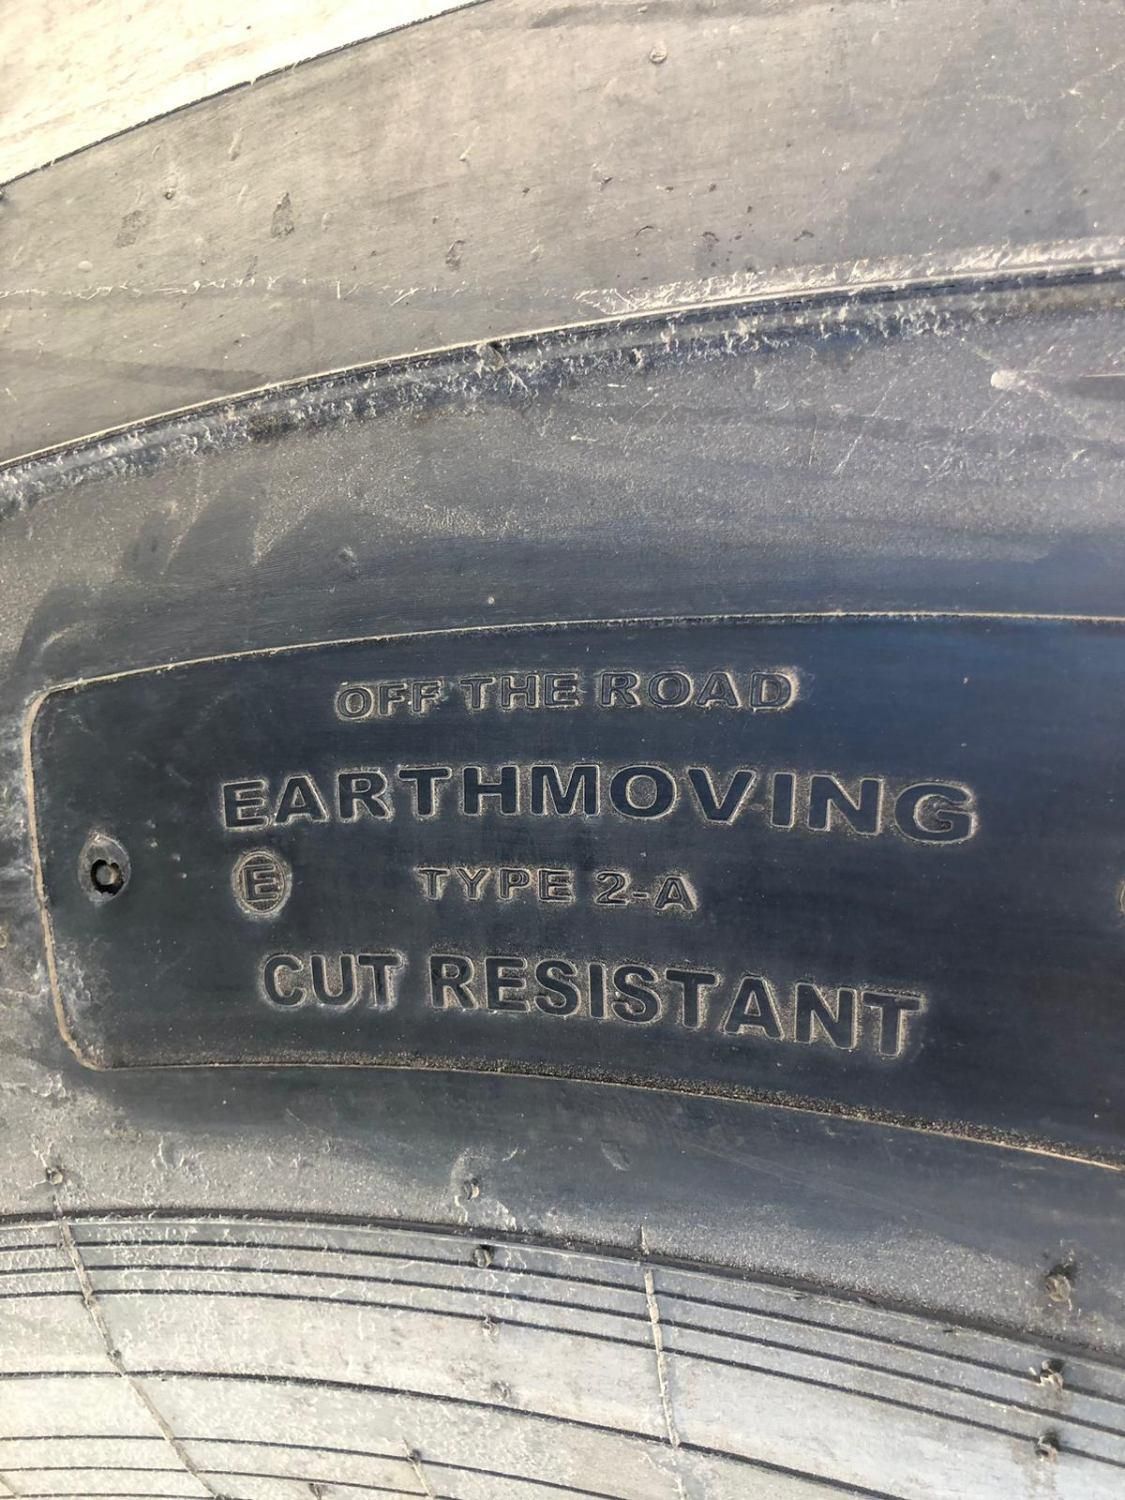 OFF THE ROAD
EARTHMOVING
E TYPE 2-A
CUT RESISTANT